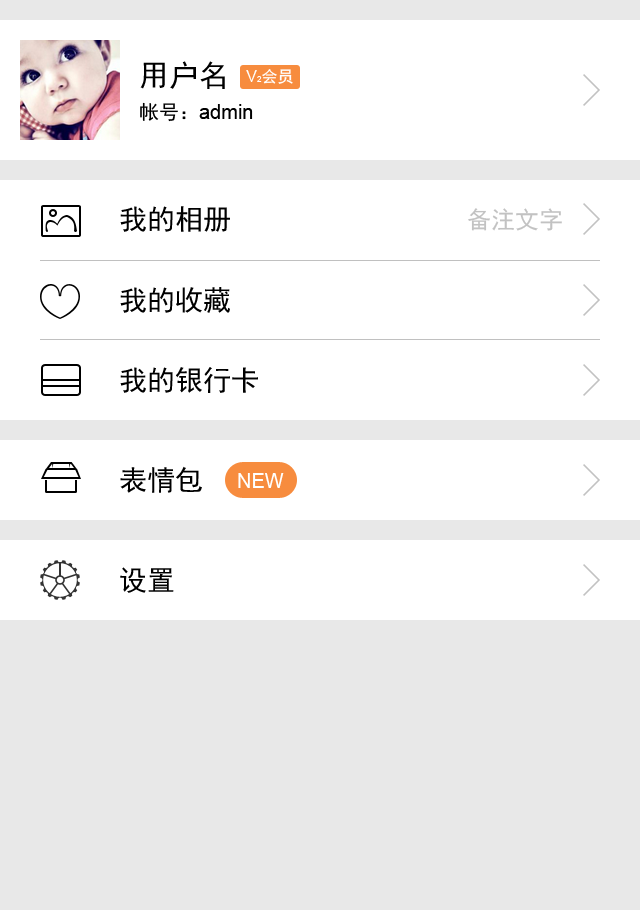 用户名 V2会员
帐号：admin
我的相册 备注文字
我的收藏
我的银行卡
表情包 NEW
设置